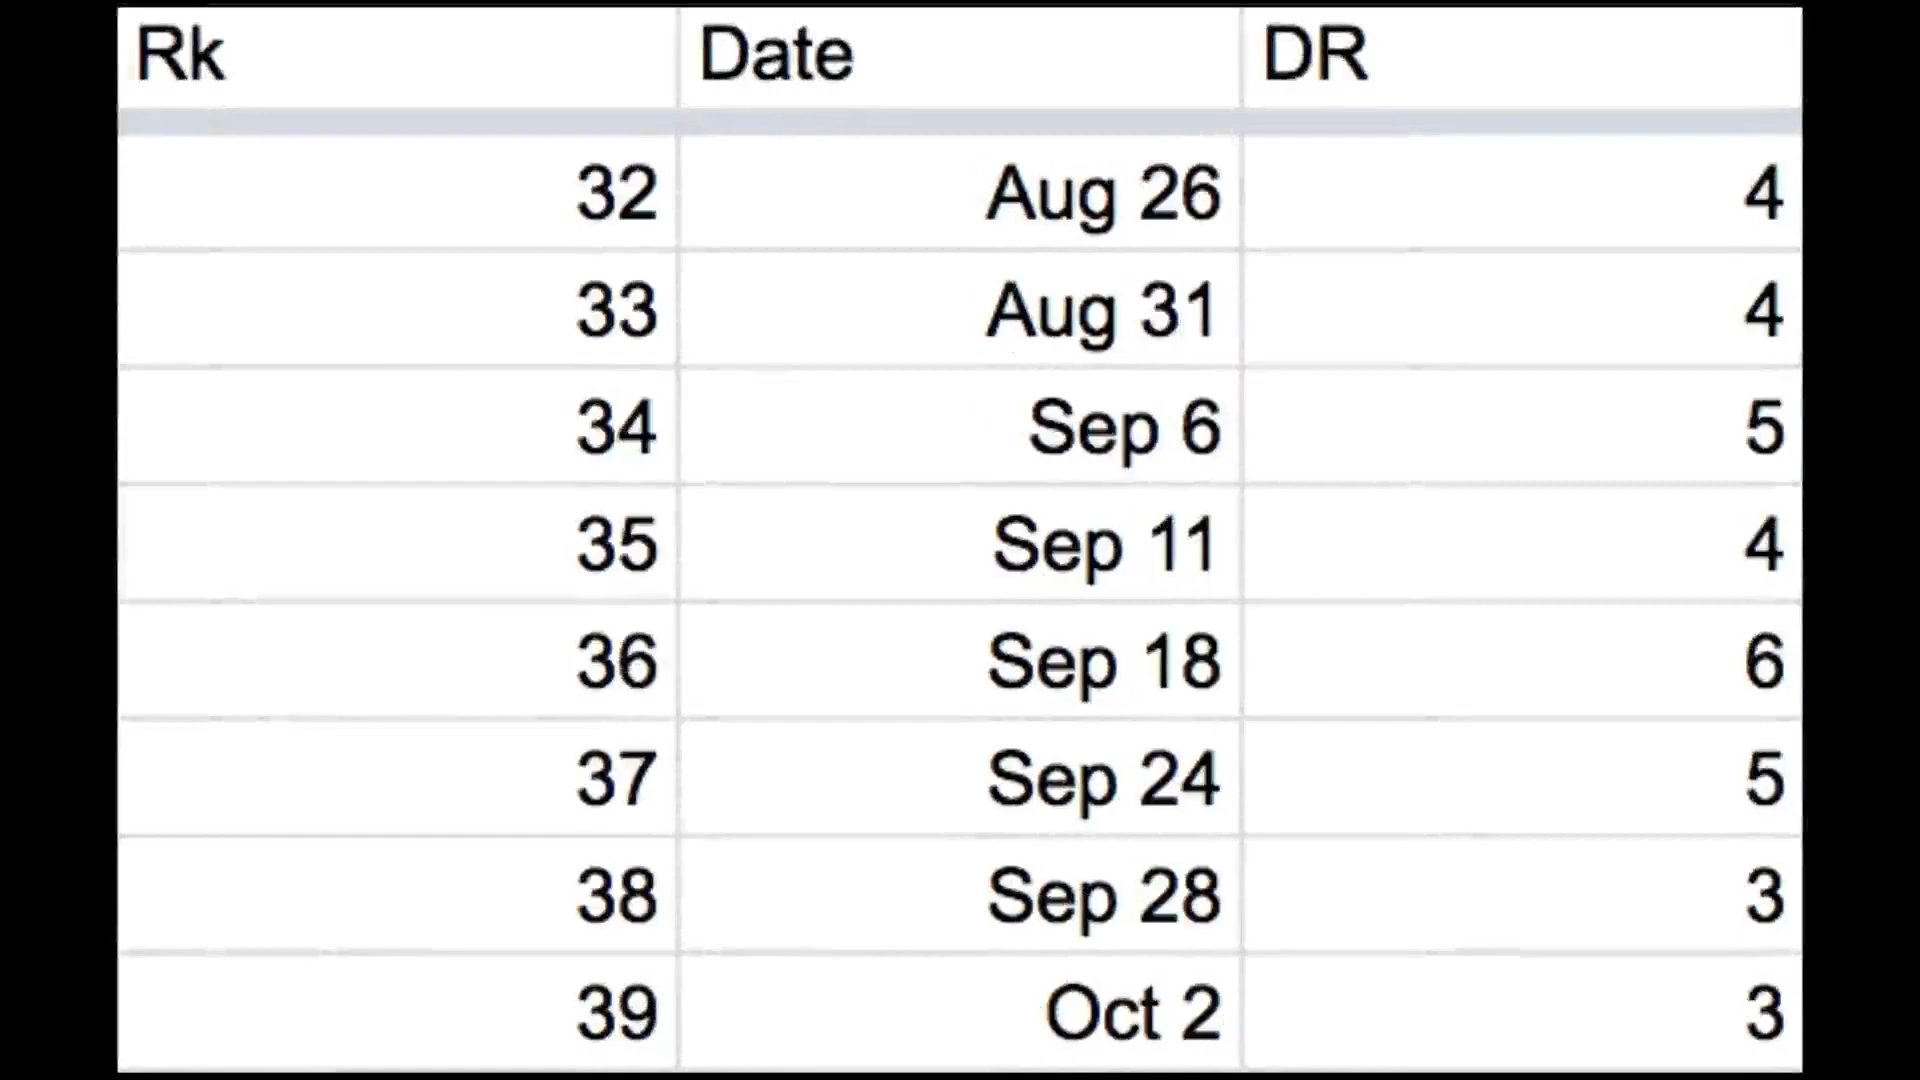 Rk Date DR
32 Aug 26 4
33 Aug 31 4
34 Sep 6 5
35 Sep 11 4
36 Sep 18 6
37 Sep 24 5
38 Sep 28 3
39 Oct 2 3